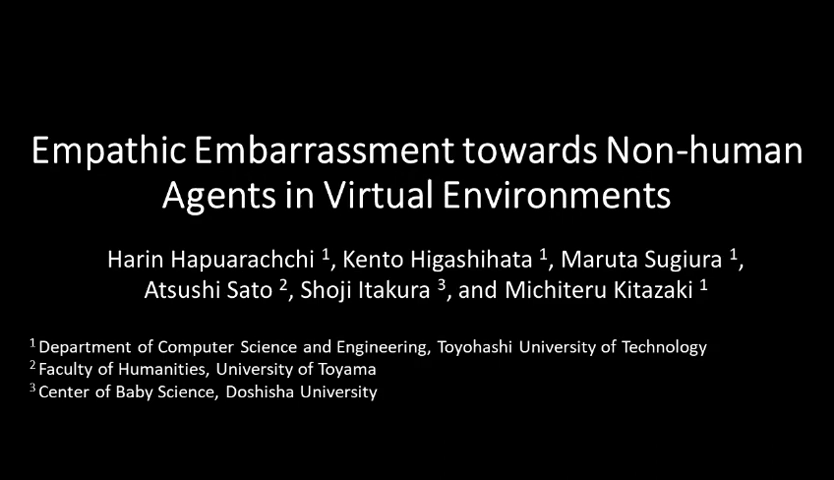 Empathic Embarrassment towards Non-human
Agents in Virtual Environments
Harin Hapuarachchi ¹, Kento Higashihata ¹, Maruta Sugiura ¹,
Atsushi Sato ², Shoji Itakura ³, and Michiteru Kitazaki ¹
¹ Department of Computer Science and Engineering, Toyohashi University of Technology
² Faculty of Humanities, University of Toyama
³ Center of Baby Science, Doshisha University